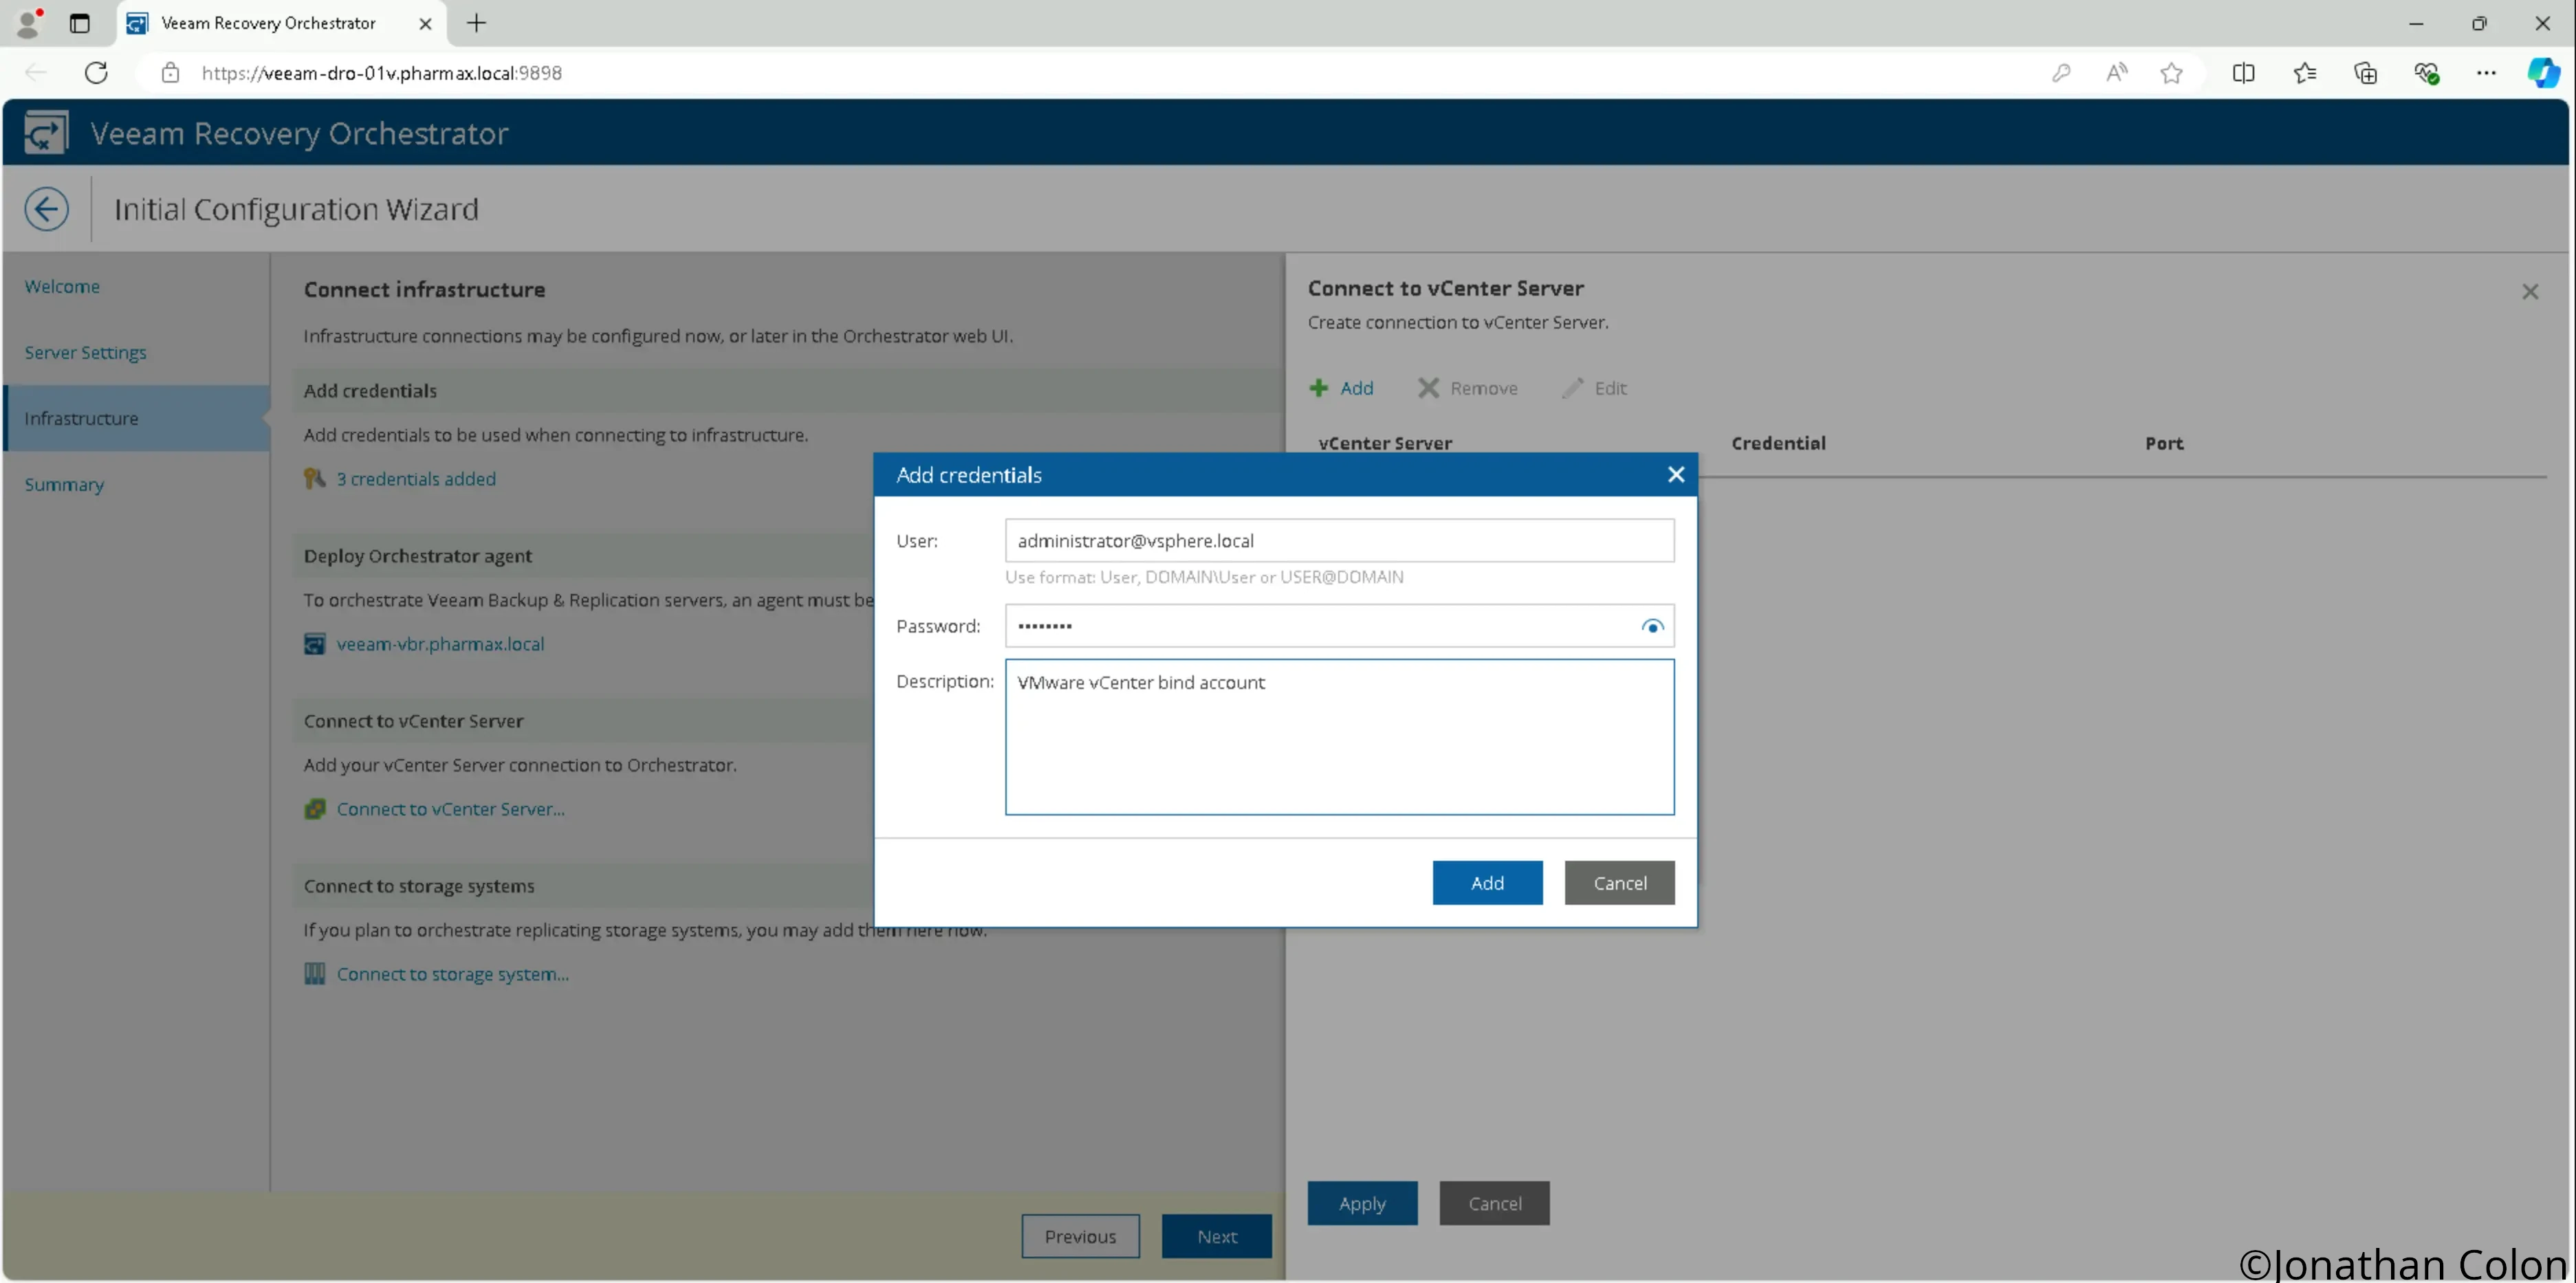 Veeam Recovery Orchestrator
https://veeam-dro-01v.pharmax.local:9898
Veeam Recovery Orchestrator
Initial Configuration Wizard
Welcome
Server Settings
Infrastructure
Summary
Connect infrastructure
Infrastructure connections may be configured now, or later in the Orchestrator web UI.
Add credentials
Add credentials to be used when connecting to infrastructure.
3 credentials added
Deploy Orchestrator agent
To orchestrate Veeam Backup & Replication servers, an agent must be
veeam-vbr.pharmax.local
Connect to vCenter Server
Add your vCenter Server connection to Orchestrator.
Connect to vCenter Server...
Connect to storage systems
If you plan to orchestrate replicating storage systems, you may add them here now.
Connect to storage system...
Previous
Next
Connect to vCenter Server
Create connection to vCenter Server.
Add Remove Edit
vCenter Server Credential Port
Add credentials
User: administrator@vsphere.local
Use format: User, DOMAIN\User or USER@DOMAIN
Password: ••••••••
Description: VMware vCenter bind account
Add Cancel
Apply Cancel
©Jonathan Colon